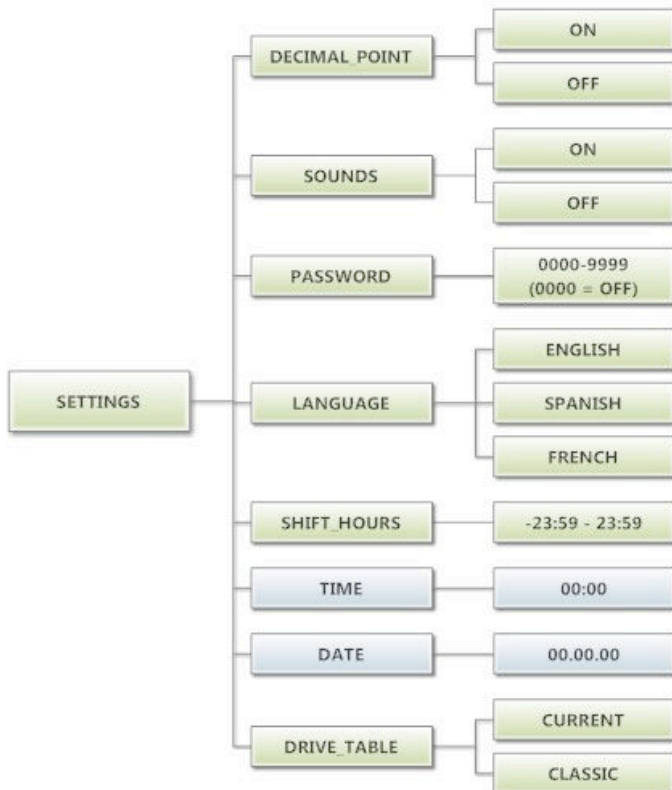 SETTINGS
DECIMAL_POINT
ON
OFF
SOUNDS
ON
OFF
PASSWORD
0000-9999
(0000 = OFF)
LANGUAGE
ENGLISH
SPANISH
FRENCH
SHIFT_HOURS
-23:59 - 23:59
TIME
00:00
DATE
00.00.00
DRIVE_TABLE
CURRENT
CLASSIC